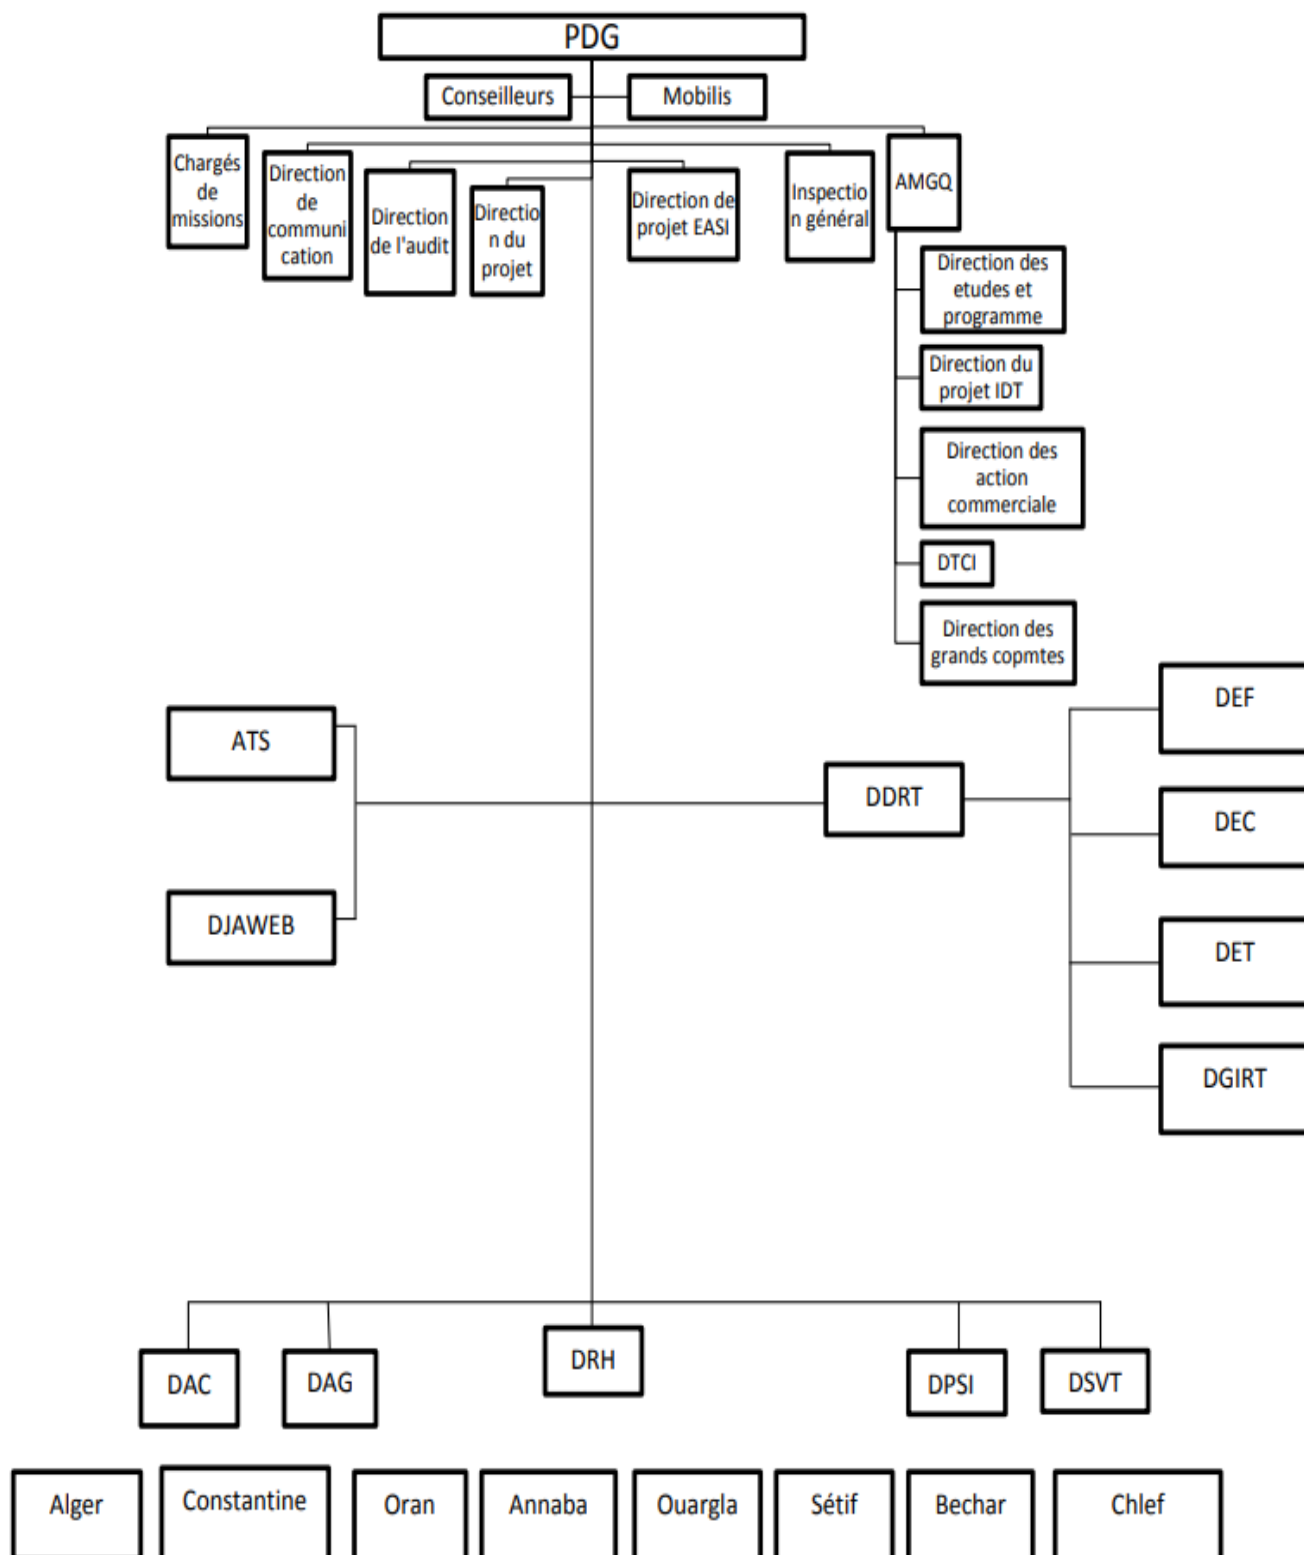 PDG
Conseilleurs
Mobilis
Chargés
de
missions
Direction
de
communi
cation
Direction
de l'audit
Directio
n du
projet
Direction de
projet EASI
Inspectio
n général
AMGQ
Direction des
etudes et
programme
Direction du
projet IDT
Direction des
action
commerciale
DTCI
Direction des
grands copmtes
ATS
DJAWEB
DDRT
DEF
DEC
DET
DGIRT
DAC
DAG
DRH
DPSI
DSVT
Alger
Constantine
Oran
Annaba
Ouargla
Sétif
Bechar
Chlef